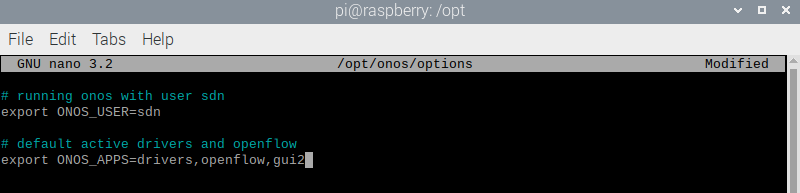 pi@raspberry: /opt
File Edit Tabs Help
GNU nano 3.2 /opt/onos/options Modified
# running onos with user sdn
export ONOS_USER=sdn
# default active drivers and openflow
export ONOS_APPS=drivers,openflow,gui2